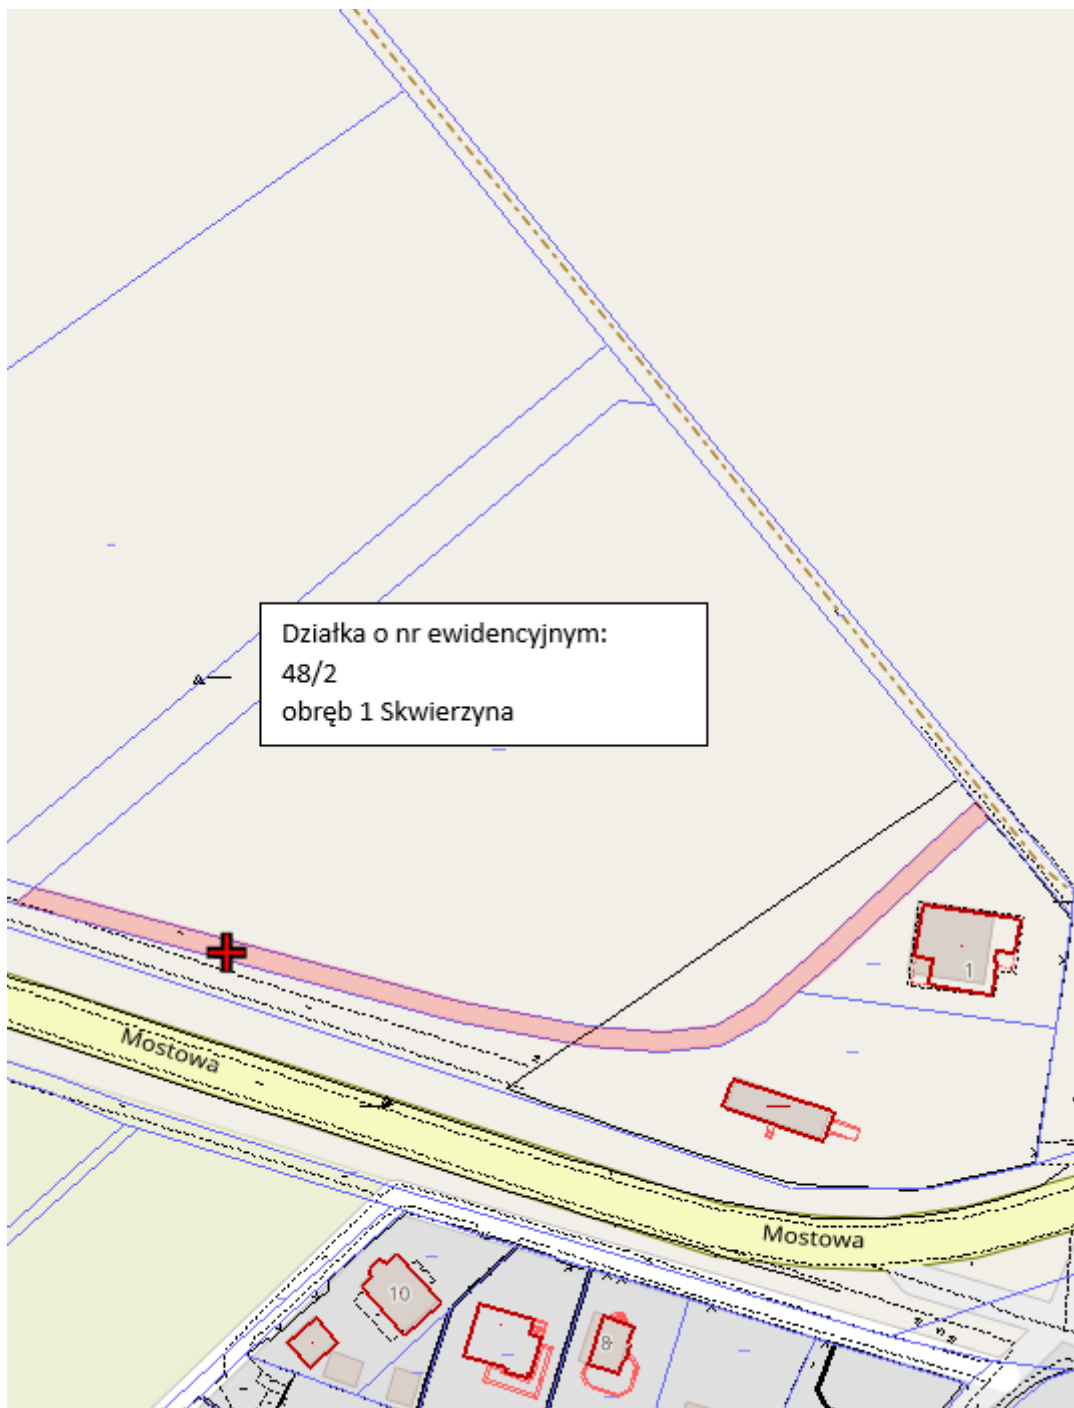 Działka o nr ewidencyjnym:
48/2
obręb 1 Skwierzyna
1
Mostowa
Mostowa
10
8